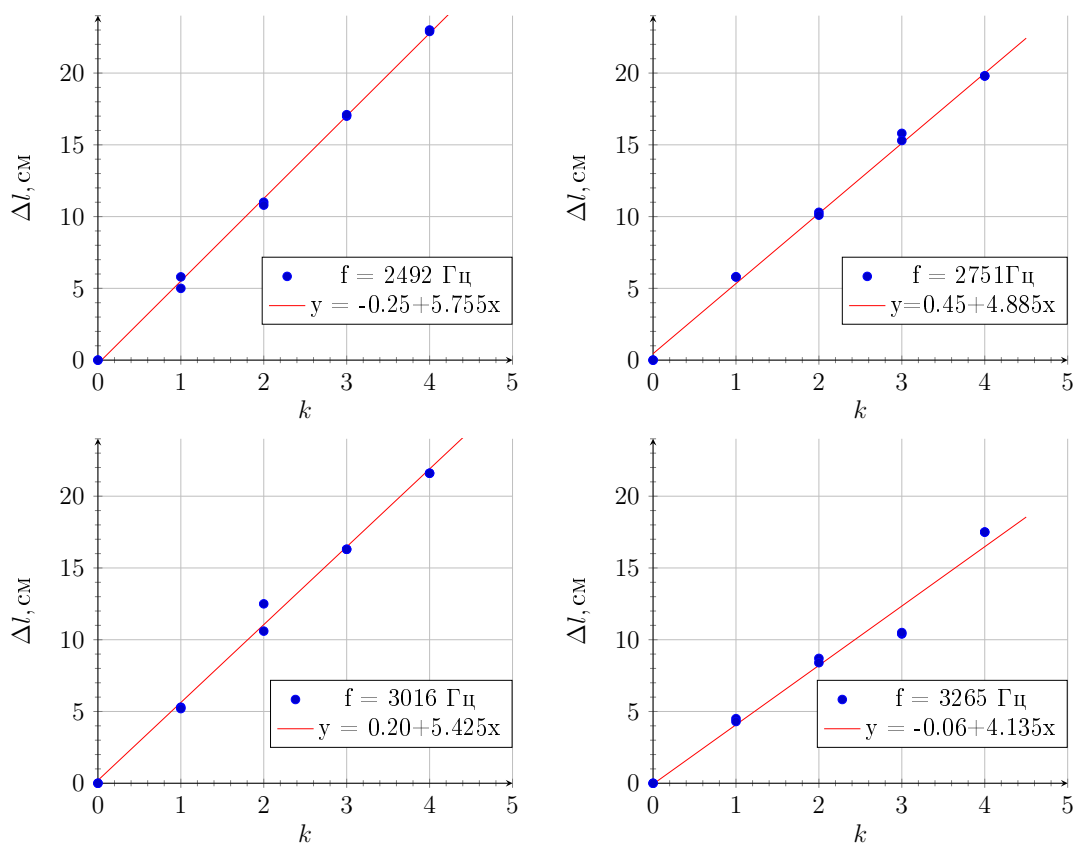 Δl, см
20
15
10
5
0
0 1 2 3 4 5
k
f = 2492 Гц
y = -0.25+5.755x
Δl, см
20
15
10
5
0
0 1 2 3 4 5
k
f = 2751Гц
y=0.45+4.885x
Δl, см
20
15
10
5
0
0 1 2 3 4 5
k
f = 3016 Гц
y = 0.20+5.425x
Δl, см
20
15
10
5
0
0 1 2 3 4 5
k
f = 3265 Гц
y = -0.06+4.135x